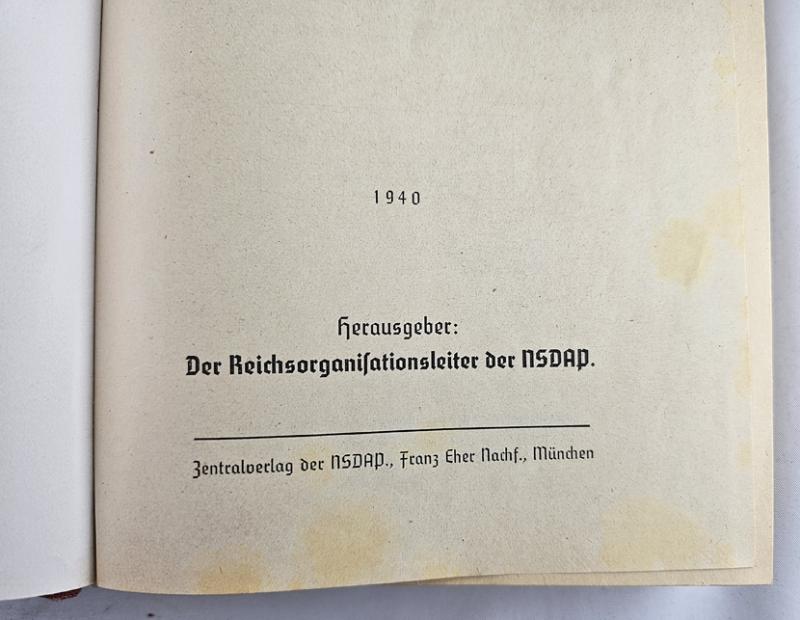 1940
Herausgeber:
Der Reichsorganiſationsleiter der NSDAP.
Zentralverlag der NSDAP., Franz Eher Nachf., München